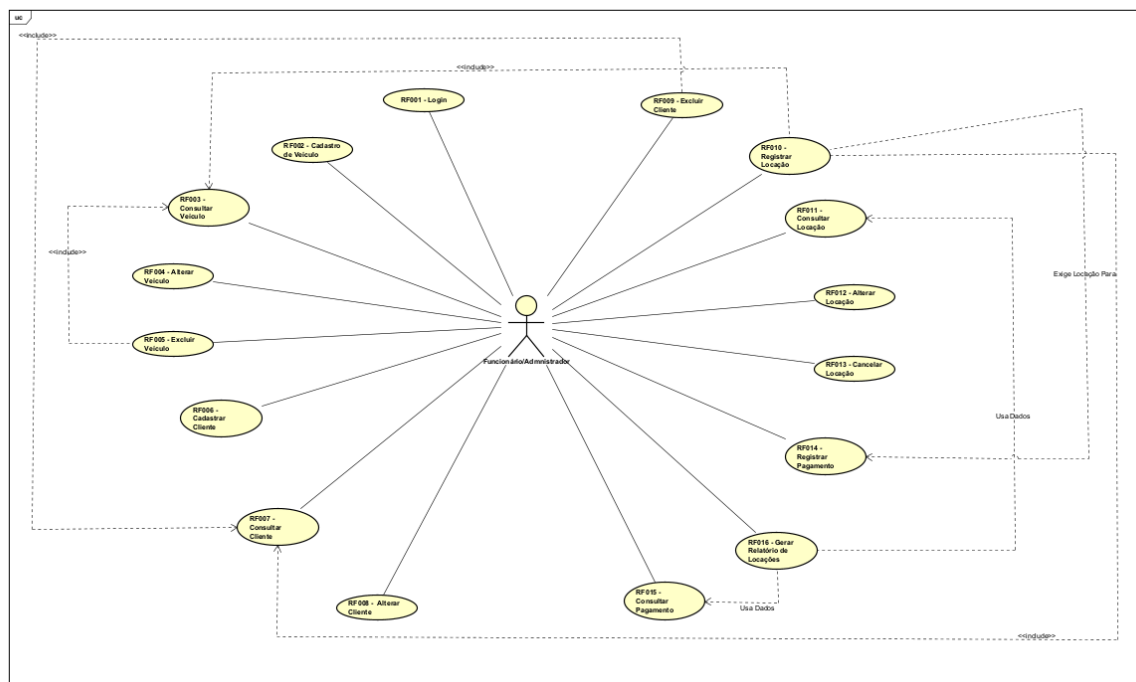 uc
<<include>>
<<include>>
RF001 - Login
RF009 - Excluir
Cliente
RF002 - Cadastro
de Veículo
RF010 -
Registrar
Locação
RF003 -
Consultar
Veículo
RF011 -
Consultar
Locação
<<include>>
RF004 - Alterar
Veículo
Exige Locação Para
RF012 - Alterar
Locação
RF005 - Excluir
Veículo
Funcionário/Admnistrador
RF013 - Cancelar
Locação
RF006 -
Cadastrar
Cliente
Usa Dados
RF014 -
Registrar
Pagamento
RF007 -
Consultar
Cliente
RF016 - Gerar
Relatório de
Locações
RF008 - Alterar
Cliente
RF015 -
Consultar
Pagamento
Usa Dados
<<include>>